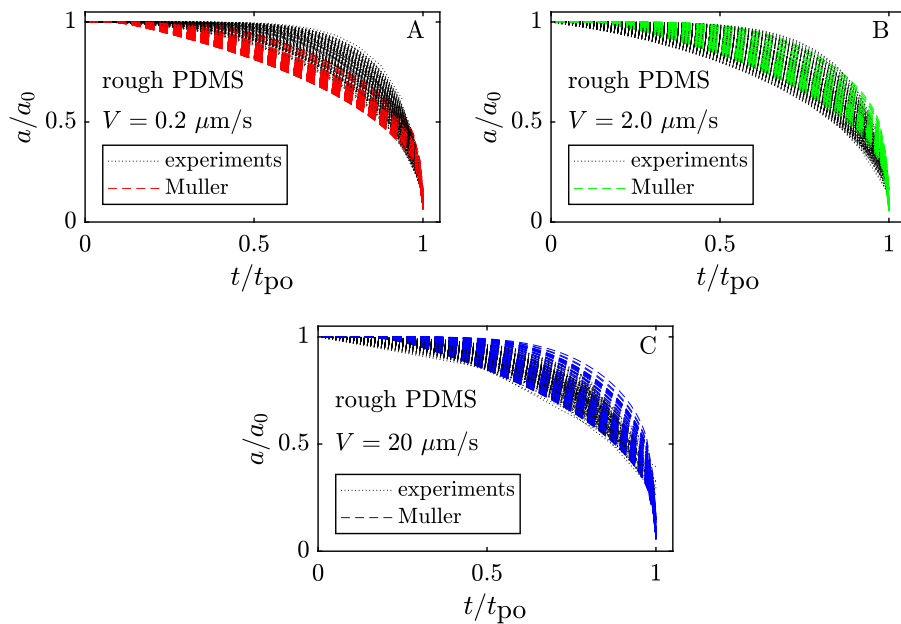 A
1
0.5
0
a/a0
rough PDMS
V = 0.2 μm/s
experiments
Muller
0
0.5
1
t/tpo
B
1
0.5
0
a/a0
rough PDMS
V = 2.0 μm/s
experiments
Muller
0
0.5
1
t/tpo
C
1
0.5
0
a/a0
rough PDMS
V = 20 μm/s
experiments
Muller
0
0.5
1
t/tpo